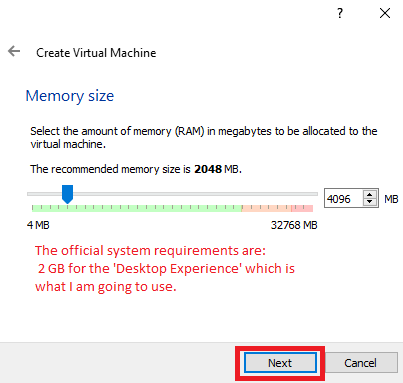 ?
Create Virtual Machine
Memory size
Select the amount of memory (RAM) in megabytes to be allocated to the
virtual machine.
The recommended memory size is 2048 MB.
4096 MB
4 MB 32768 MB
The official system requirements are:
2 GB for the 'Desktop Experience' which is
what I am going to use.
Next Cancel